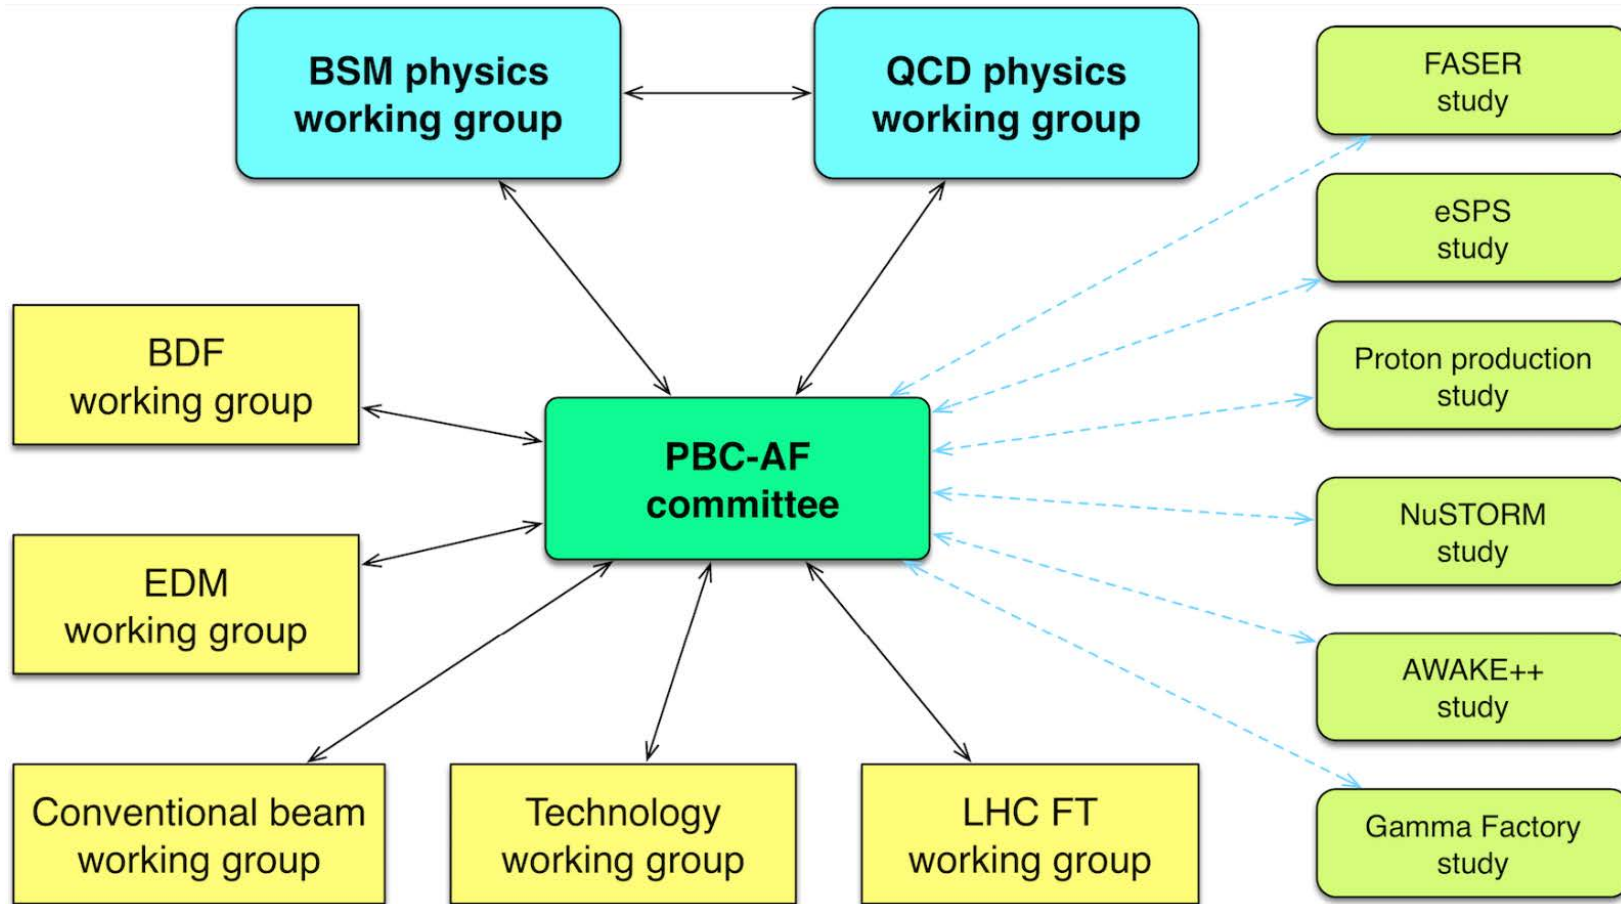 BSM physics
working group
QCD physics
working group
FASER
study
eSPS
study
Proton production
study
NuSTORM
study
AWAKE++
study
Gamma Factory
study
BDF
working group
PBC-AF
committee
EDM
working group
Conventional beam
working group
Technology
working group
LHC FT
working group